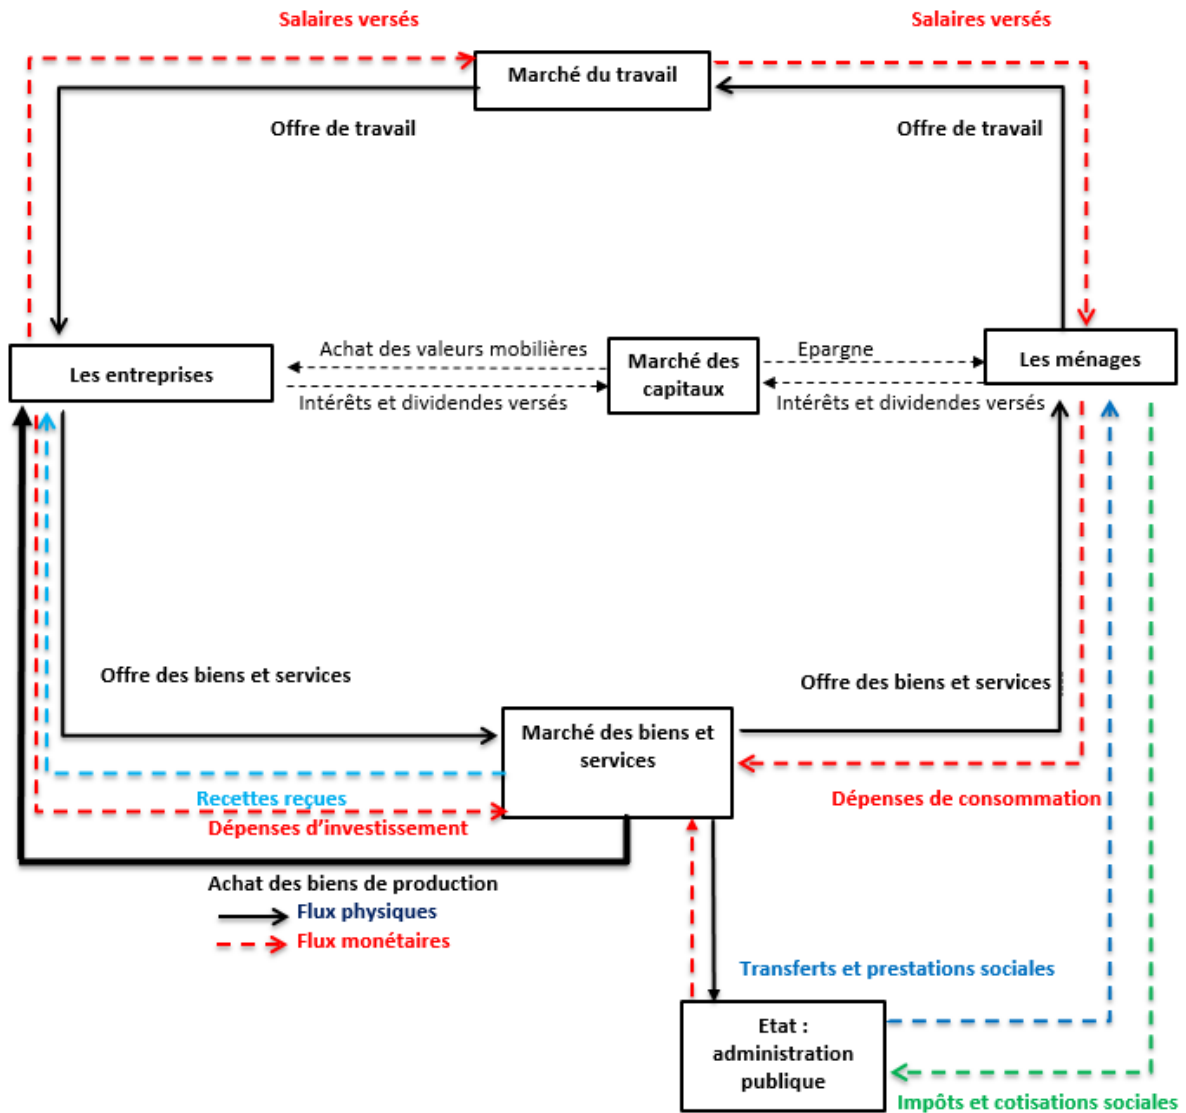 Salaires versés
Salaires versés
Marché du travail
Offre de travail
Offre de travail
Achat des valeurs mobilières
Epargne
Les entreprises
Marché des
capitaux
Les ménages
Intérêts et dividendes versés
Intérêts et dividendes versés
Offre des biens et services
Offre des biens et services
Marché des biens et
services
Recettes reçues
Dépenses de consommation
Dépenses d'investissement
Achat des biens de production
Flux physiques
Flux monétaires
Transferts et prestations sociales
Etat :
administration
publique
Impôts et cotisations sociales